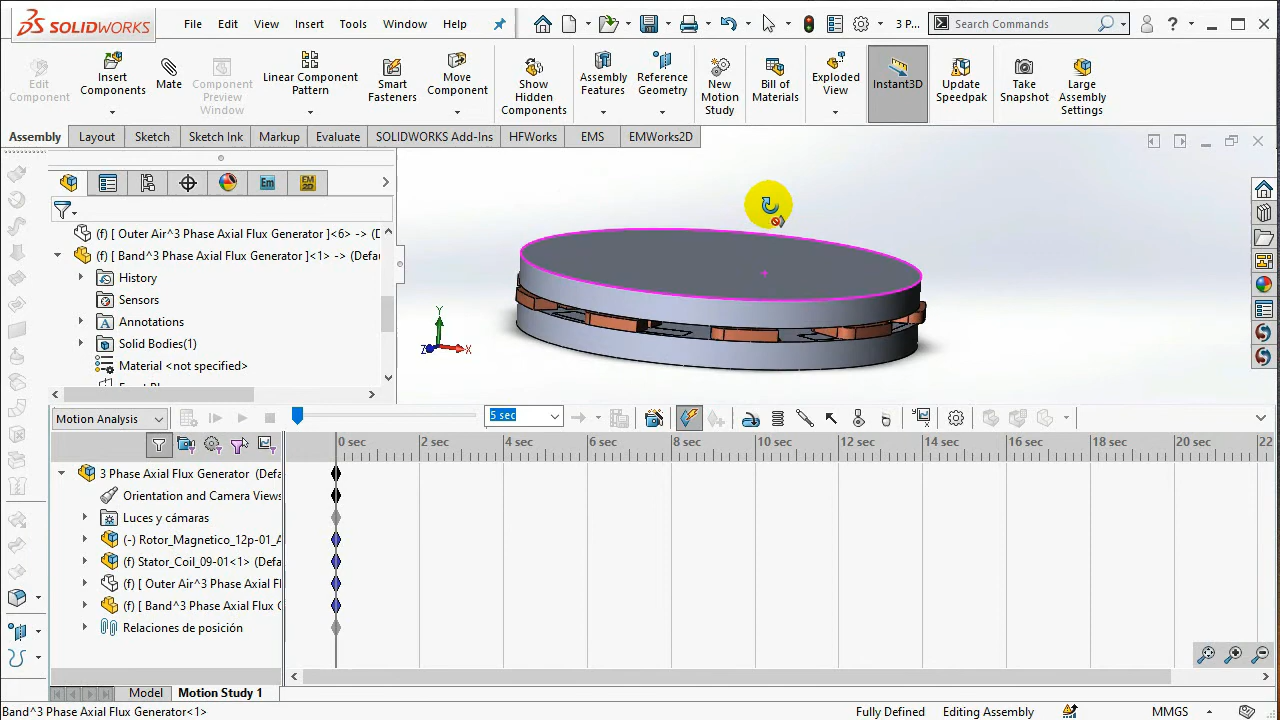 SOLIDWORKS File Edit View Insert Tools Window Help 3 P... Search Commands
Edit Component
Insert Components
Mate
Component Preview Window
Linear Component Pattern
Smart Fasteners
Move Component
Show Hidden Components
Assembly Features
Reference Geometry
New Motion Study
Bill of Materials
Exploded View
Instant3D
Update Speedpak
Take Snapshot
Large Assembly Settings
Assembly Layout Sketch Sketch Ink Markup Evaluate SOLIDWORKS Add-Ins HFWorks EMS EMWorks2D
(f) [ Outer Air^3 Phase Axial Flux Generator ]<6> -> (D
(f) [ Band^3 Phase Axial Flux Generator ]<1> -> (Defau
History
Sensors
Annotations
Solid Bodies(1)
Material <not specified>
Y
Z X
Motion Analysis 5 sec
0 sec 2 sec 4 sec 6 sec 8 sec 10 sec 12 sec 14 sec 16 sec 18 sec 20 sec 22
3 Phase Axial Flux Generator (Defa
Orientation and Camera Views
Luces y cámaras
(-) Rotor_Magnetico_12p-01_A
(f) Stator_Coil_09-01<1> (Defa
(f) [ Outer Air^3 Phase Axial Fl
(f) [ Band^3 Phase Axial Flux G
Relaciones de posición
Model Motion Study 1
Band^3 Phase Axial Flux Generator<1> Fully Defined Editing Assembly MMGS